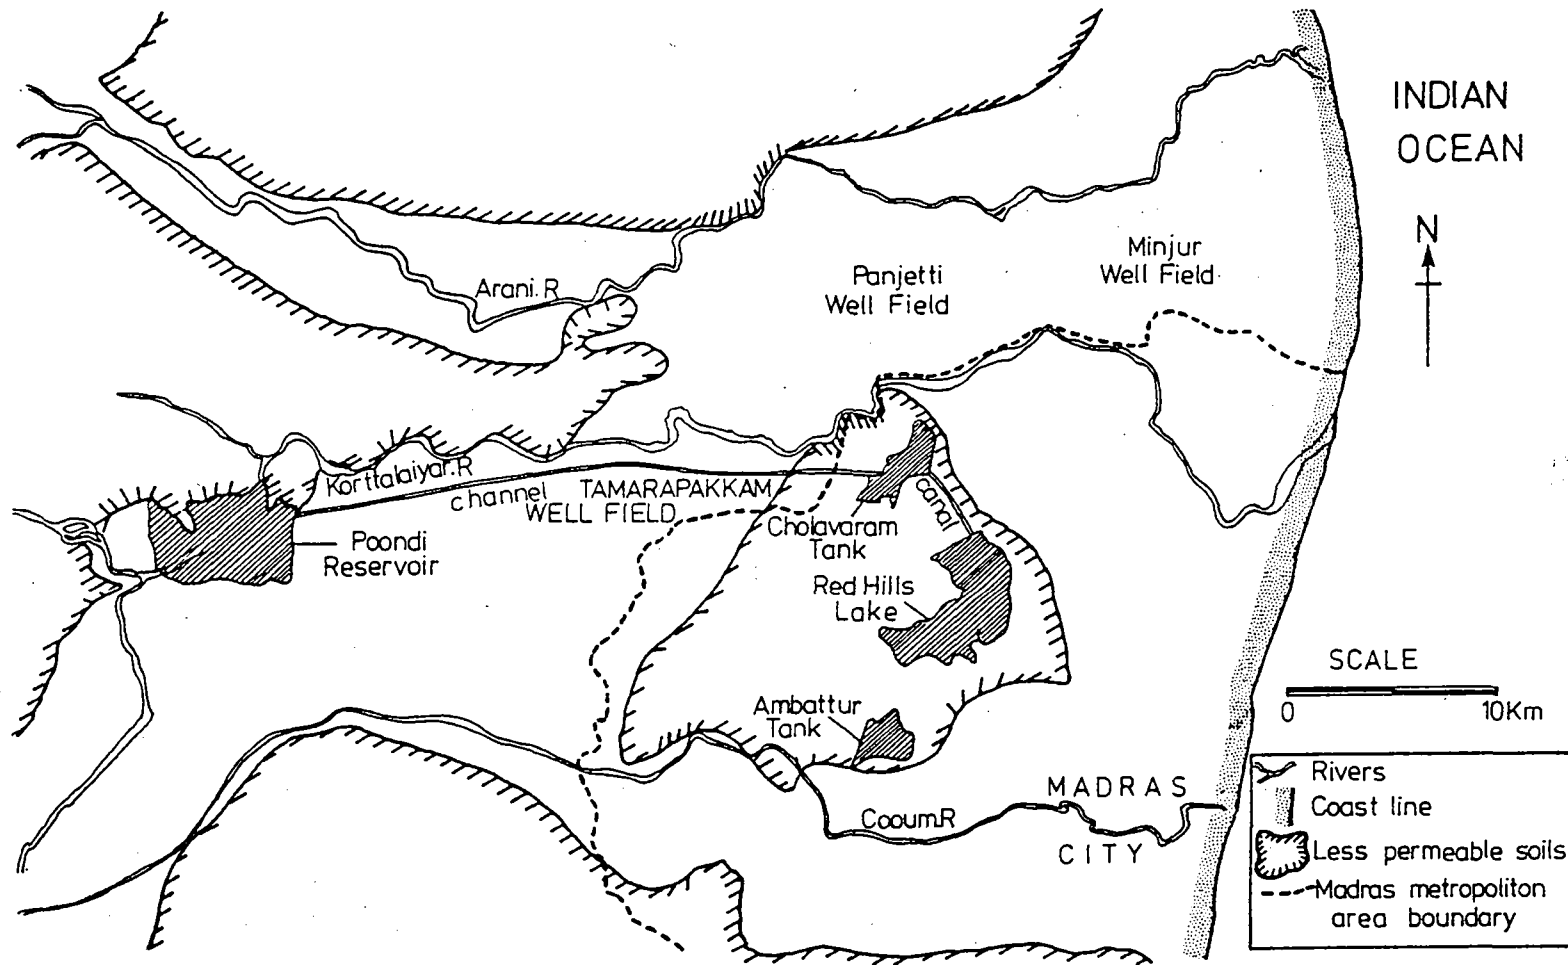 INDIAN
OCEAN
N
Minjur
Well Field
Panjetti
Well Field
Arani.R
Korttalaiyar.R
channel
TAMARAPAKKAM
WELL FIELD
canal
Cholavaram
Tank
Poondi
Reservoir
Red Hills
Lake
SCALE
0 10Km
Ambattur
Tank
MADRAS
CITY
Cooum.R
Rivers
Coast line
Less permeable soils
Madras metropoliton
area boundary